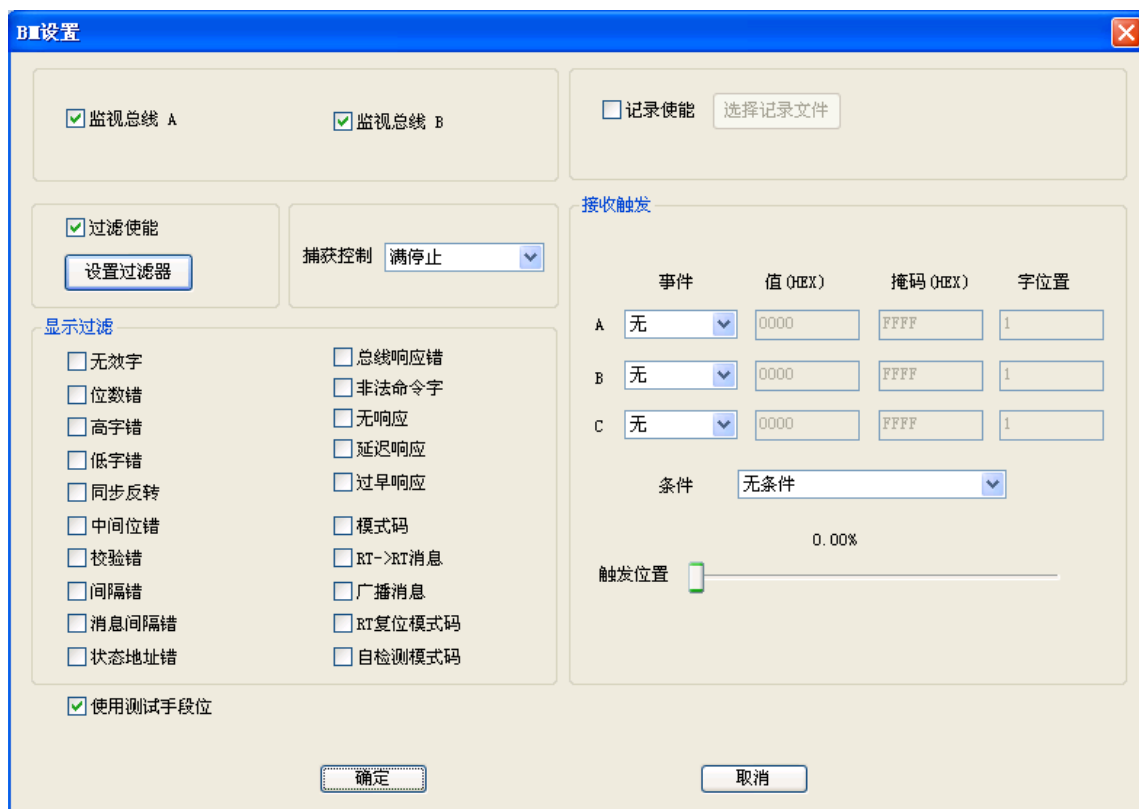 BM设置
监视总线 A
监视总线 B
记录使能 选择记录文件
过滤使能
设置过滤器
捕获控制 满停止
接收触发
事件 值(HEX) 掩码(HEX) 字位置
A 无 0000 FFFF 1
B 无 0000 FFFF 1
C 无 0000 FFFF 1
条件 无条件
0.00%
触发位置
显示过滤
无效字
位数错
高字错
低字错
同步反转
中间位错
校验错
间隔错
消息间隔错
状态地址错
总线响应错
非法命令字
无响应
延迟响应
过早响应
模式码
RT->RT消息
广播消息
RT复位模式码
自检测模式码
使用测试手段位
确定
取消